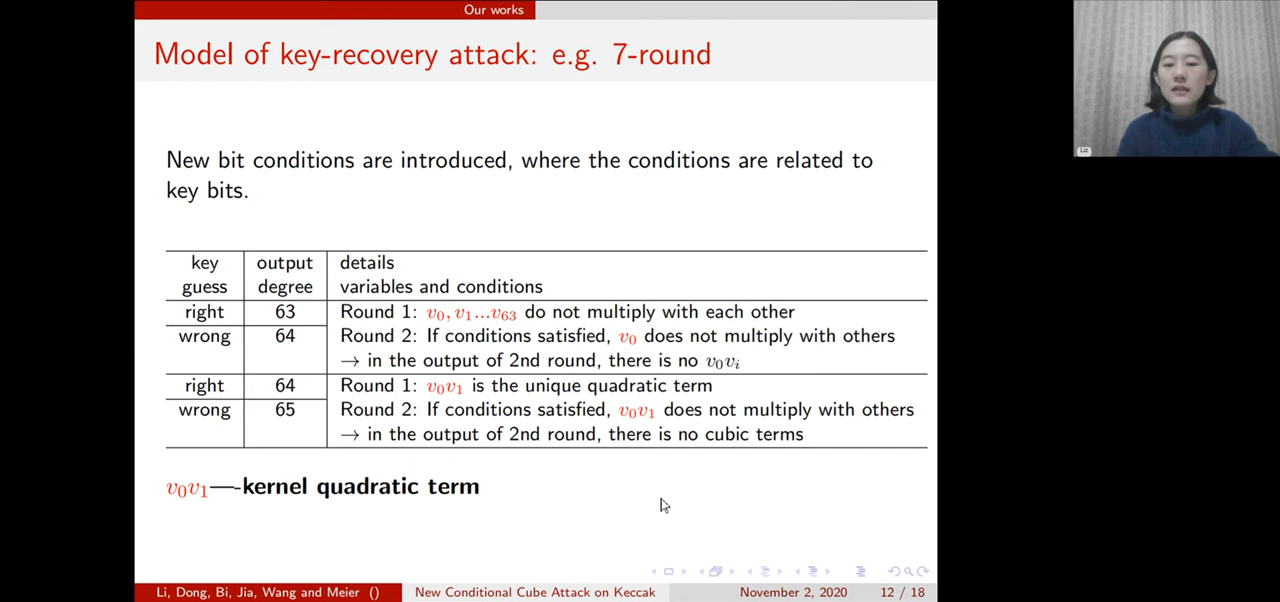 Our works
Model of key-recovery attack: e.g. 7-round
New bit conditions are introduced, where the conditions are related to
key bits.
key output details
guess degree variables and conditions
right 63 Round 1: v₀, v₁...v₆₃ do not multiply with each other
wrong 64 Round 2: If conditions satisfied, v₀ does not multiply with others
→ in the output of 2nd round, there is no v₀vᵢ
right 64 Round 1: v₀v₁ is the unique quadratic term
wrong 65 Round 2: If conditions satisfied, v₀v₁ does not multiply with others
→ in the output of 2nd round, there is no cubic terms
v₀v₁—-kernel quadratic term
Li, Dong, Bi, Jia, Wang and Meier () New Conditional Cube Attack on Keccak November 2, 2020 12 / 18
Liz